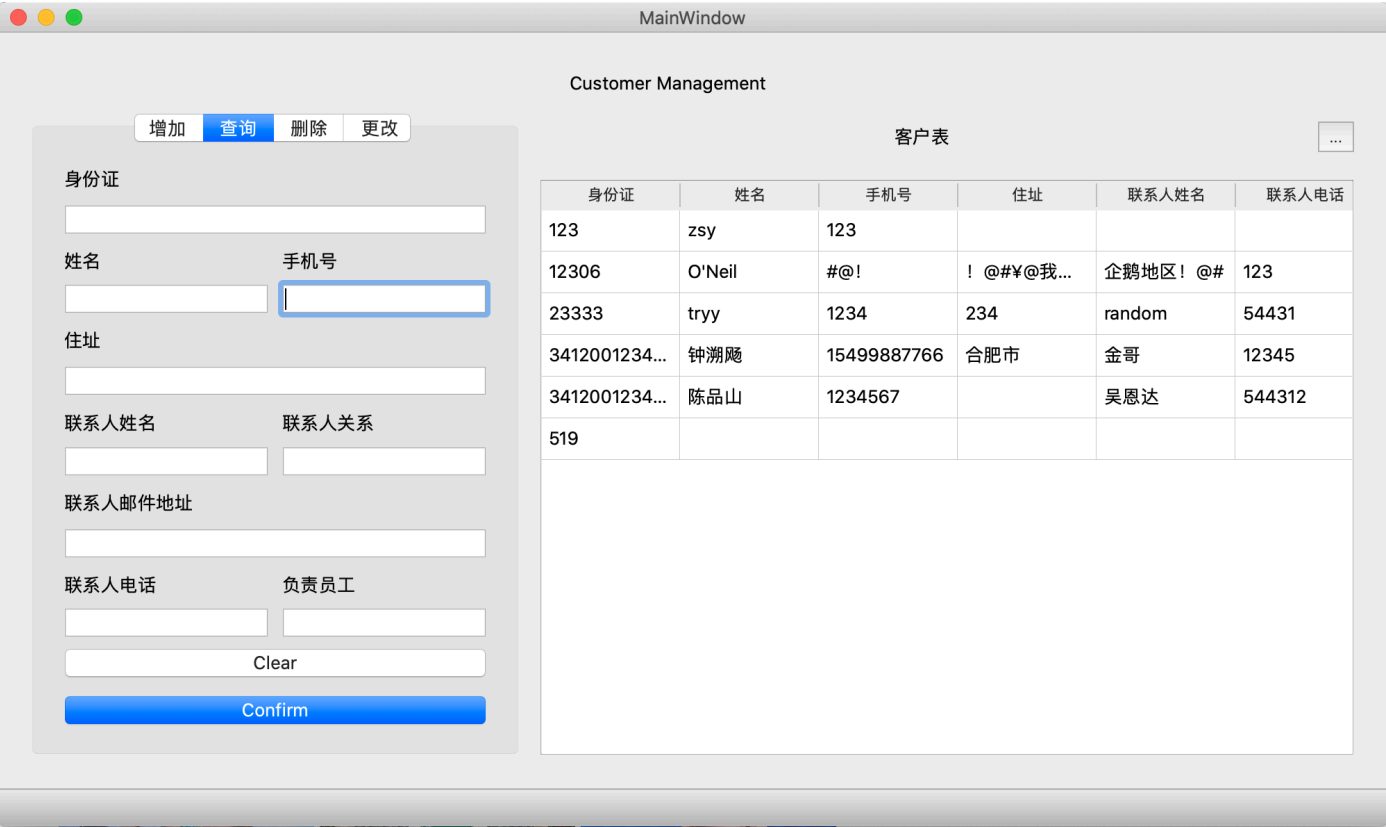 MainWindow
Customer Management
增加 查询 删除 更改
身份证
姓名 手机号
住址
联系人姓名 联系人关系
联系人邮件地址
联系人电话 负责员工
Clear
Confirm
客户表
...
身份证 姓名 手机号 住址 联系人姓名 联系人电话
123 zsy 123
12306 O'Neil #@! ！@#¥@我... 企鹅地区！@# 123
23333 tryy 1234 234 random 54431
3412001234... 钟溯飏 15499887766 合肥市 金哥 12345
3412001234... 陈品山 1234567 吴恩达 544312
519